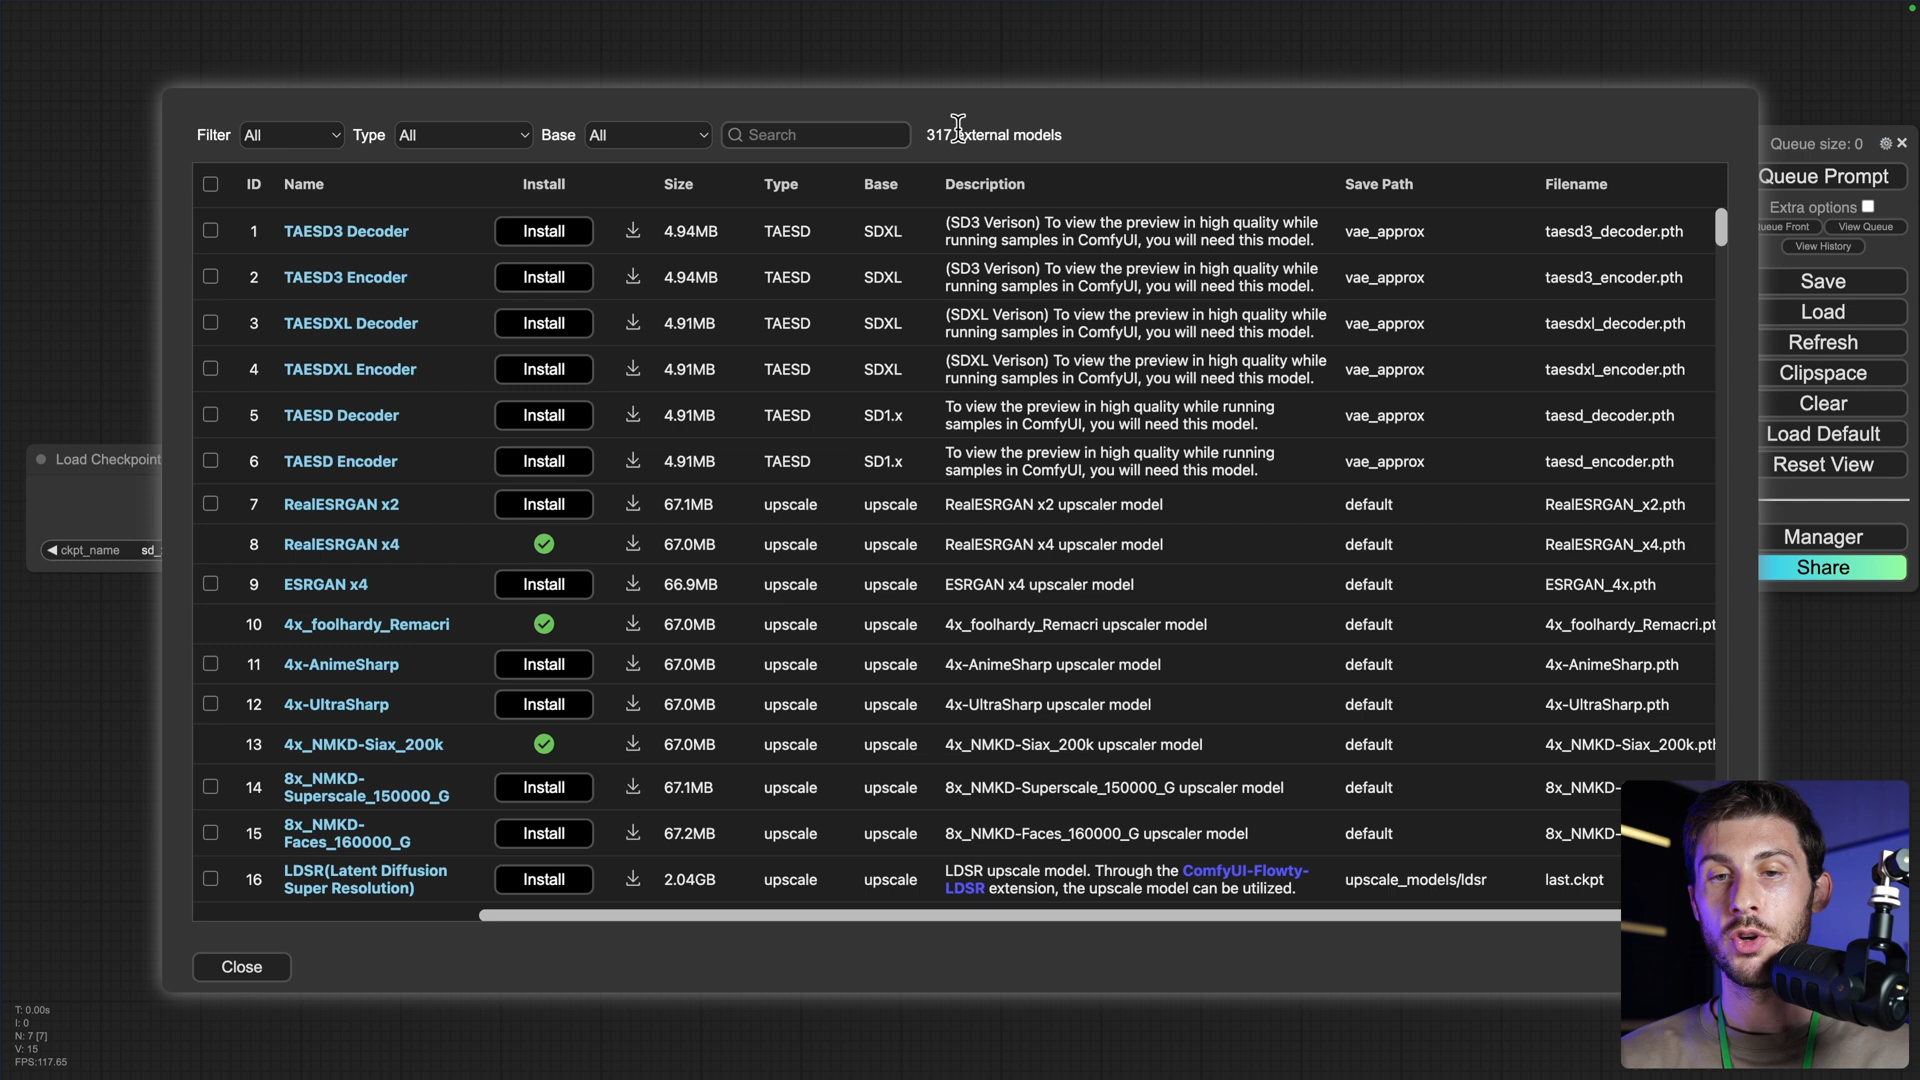 Filter All Type All Base All Search 317 external models
ID Name Install Size Type Base Description Save Path Filename
1 TAESD3 Decoder Install 4.94MB TAESD SDXL (SD3 Verison) To view the preview in high quality while running samples in ComfyUI, you will need this model. vae_approx taesd3_decoder.pth
2 TAESD3 Encoder Install 4.94MB TAESD SDXL (SD3 Verison) To view the preview in high quality while running samples in ComfyUI, you will need this model. vae_approx taesd3_encoder.pth
3 TAESDXL Decoder Install 4.91MB TAESD SDXL (SDXL Verison) To view the preview in high quality while running samples in ComfyUI, you will need this model. vae_approx taesdxl_decoder.pth
4 TAESDXL Encoder Install 4.91MB TAESD SDXL (SDXL Verison) To view the preview in high quality while running samples in ComfyUI, you will need this model. vae_approx taesdxl_encoder.pth
5 TAESD Decoder Install 4.91MB TAESD SD1.x To view the preview in high quality while running samples in ComfyUI, you will need this model. vae_approx taesd_decoder.pth
6 TAESD Encoder Install 4.91MB TAESD SD1.x To view the preview in high quality while running samples in ComfyUI, you will need this model. vae_approx taesd_encoder.pth
7 RealESRGAN x2 Install 67.1MB upscale upscale RealESRGAN x2 upscaler model default RealESRGAN_x2.pth
8 RealESRGAN x4 67.0MB upscale upscale RealESRGAN x4 upscaler model default RealESRGAN_x4.pth
9 ESRGAN x4 Install 66.9MB upscale upscale ESRGAN x4 upscaler model default ESRGAN_4x.pth
10 4x_foolhardy_Remacri 67.0MB upscale upscale 4x_foolhardy_Remacri upscaler model default 4x_foolhardy_Remacri.pt
11 4x-AnimeSharp Install 67.0MB upscale upscale 4x-AnimeSharp upscaler model default 4x-AnimeSharp.pth
12 4x-UltraSharp Install 67.0MB upscale upscale 4x-UltraSharp upscaler model default 4x-UltraSharp.pth
13 4x_NMKD-Siax_200k 67.0MB upscale upscale 4x_NMKD-Siax_200k upscaler model default 4x_NMKD-Siax_200k.pth
14 8x_NMKD-Superscale_150000_G Install 67.1MB upscale upscale 8x_NMKD-Superscale_150000_G upscaler model default 8x_NMKD-
15 8x_NMKD-Faces_160000_G Install 67.2MB upscale upscale 8x_NMKD-Faces_160000_G upscaler model default 8x_NMKD-
16 LDSR(Latent Diffusion Super Resolution) Install 2.04GB upscale upscale LDSR upscale model. Through the ComfyUI-Flowty-LDSR extension, the upscale model can be utilized. upscale_models/ldsr last.ckpt
Close
Load Checkpoint
ckpt_name sd_
Queue size: 0
Queue Prompt
Extra options
ueue Front View Queue
View History
Save
Load
Refresh
Clipspace
Clear
Load Default
Reset View
Manager
Share
T: 0.00s
I: 0
N: 7 [7]
V: 15
FPS:117.65